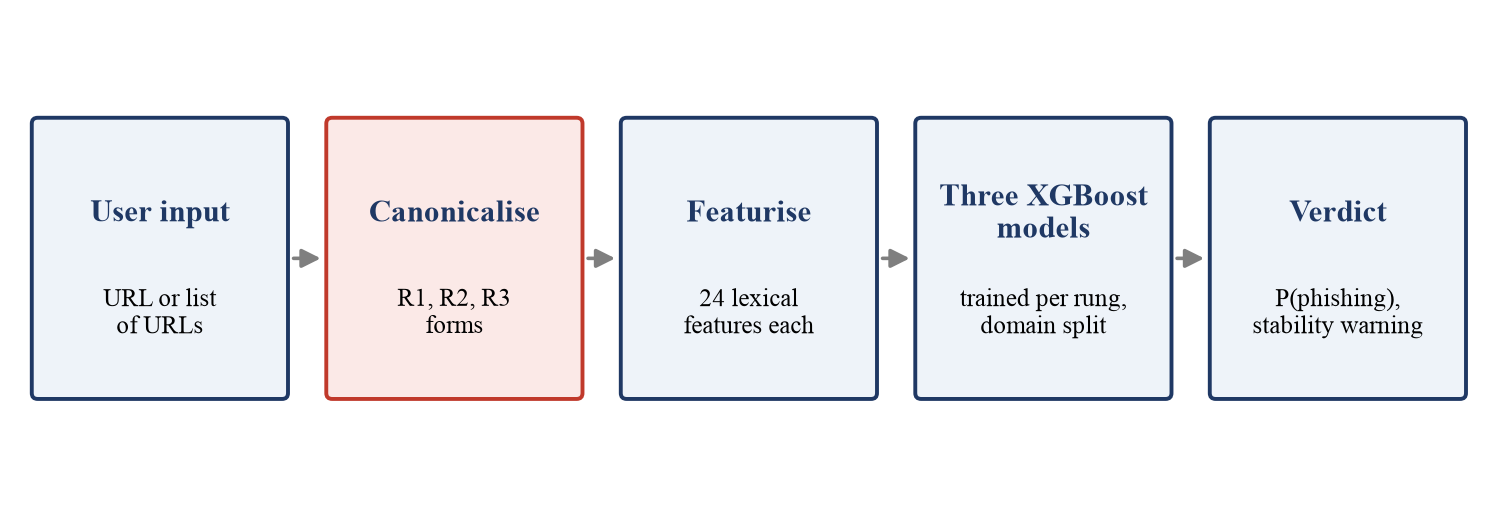 User input
URL or list
of URLs
Canonicalise
R1, R2, R3
forms
Featurise
24 lexical
features each
Three XGBoost
models
trained per rung,
domain split
Verdict
P(phishing),
stability warning